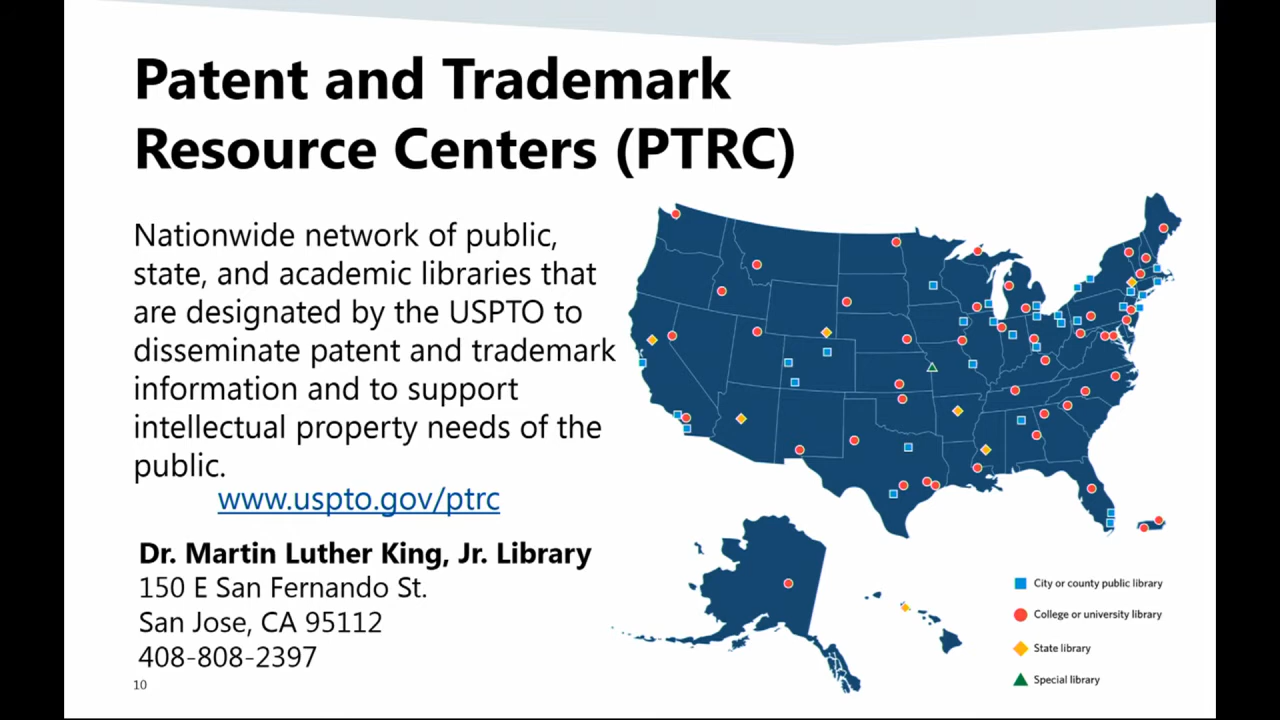 Patent and Trademark
Resource Centers (PTRC)
Nationwide network of public,
state, and academic libraries that
are designated by the USPTO to
disseminate patent and trademark
information and to support
intellectual property needs of the
public.
www.uspto.gov/ptrc
Dr. Martin Luther King, Jr. Library
150 E San Fernando St.
San Jose, CA 95112
408-808-2397
10
City or county public library
College or university library
State library
Special library